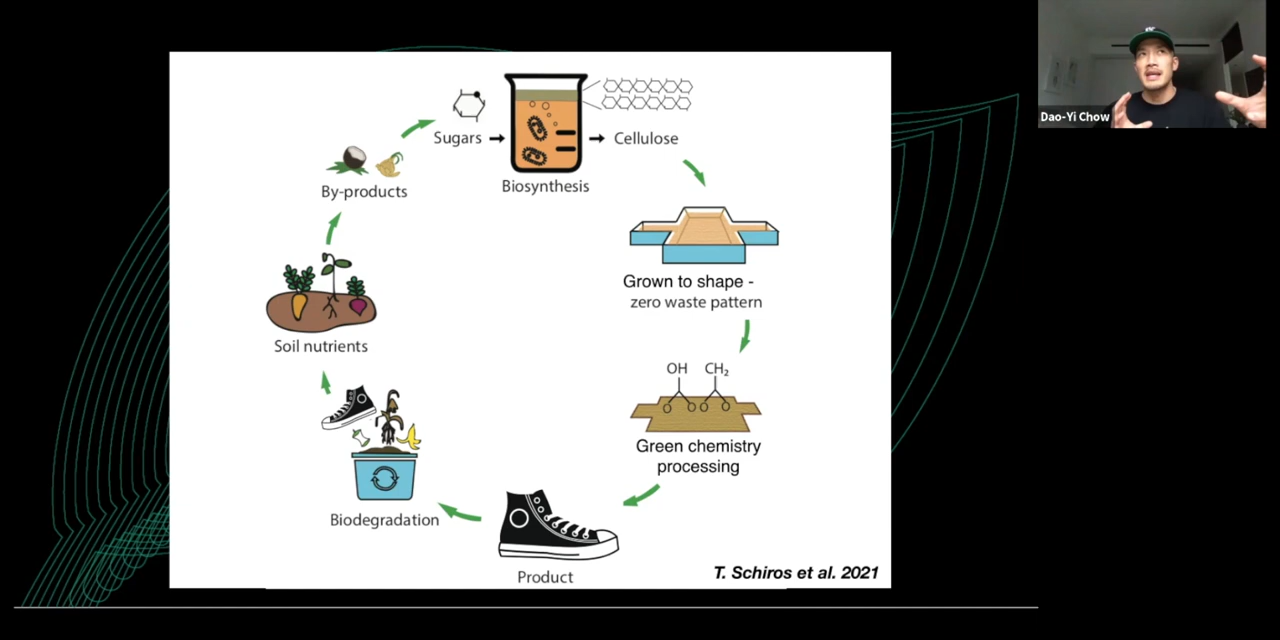 Sugars
Biosynthesis
Cellulose
Grown to shape -
zero waste pattern
OH CH₂
Green chemistry
processing
Product
Biodegradation
Soil nutrients
By-products
T. Schiros et al. 2021
Dao-Yi Chow